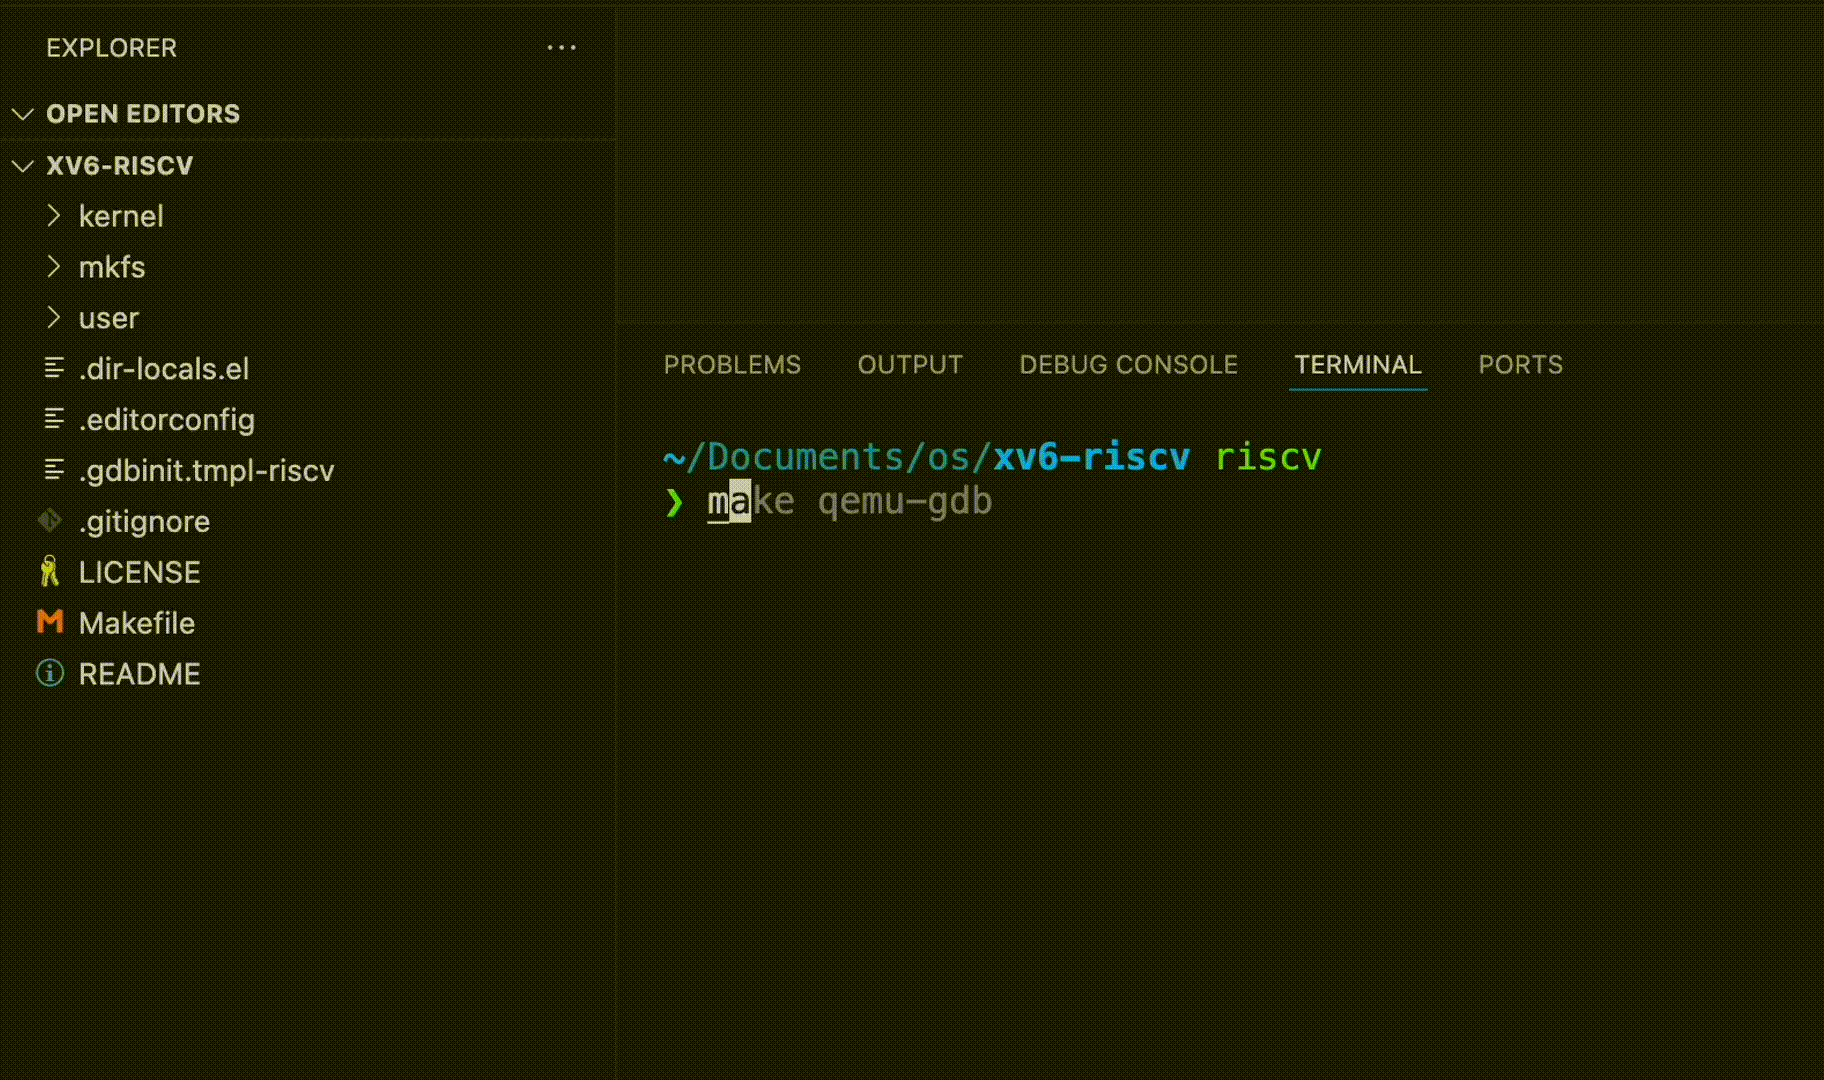 EXPLORER ...
OPEN EDITORS
XV6-RISCV
kernel
mkfs
user
.dir-locals.el
.editorconfig
.gdbinit.tmpl-riscv
.gitignore
LICENSE
Makefile
README
PROBLEMS OUTPUT DEBUG CONSOLE TERMINAL PORTS
~/Documents/os/xv6-riscv riscv
❯ make qemu-gdb